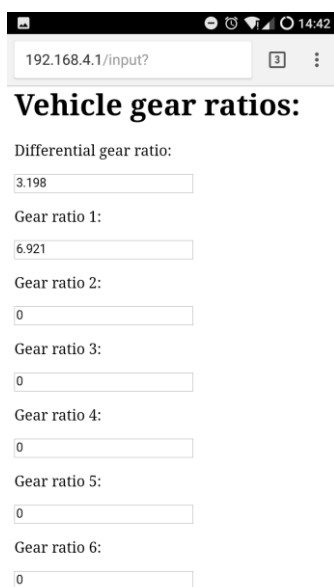 14:42
192.168.4.1/input?
3
Vehicle gear ratios:
Differential gear ratio:
3.198
Gear ratio 1:
6.921
Gear ratio 2:
0
Gear ratio 3:
0
Gear ratio 4:
0
Gear ratio 5:
0
Gear ratio 6:
0